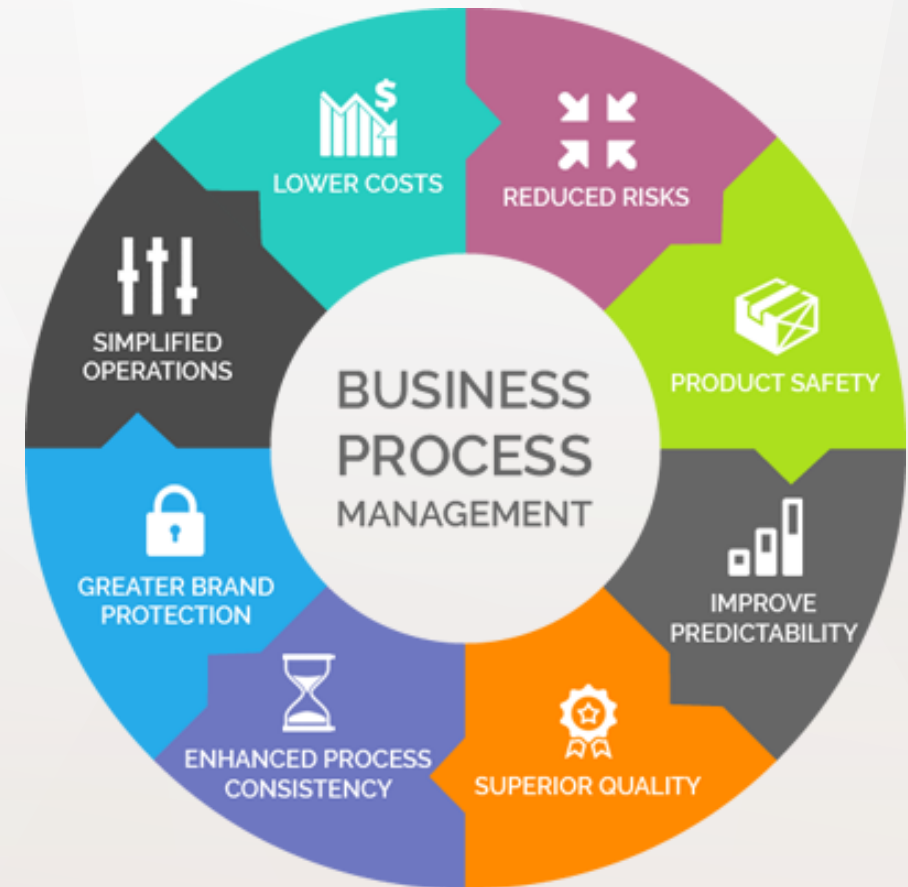 BUSINESS
PROCESS
MANAGEMENT
$
LOWER COSTS
REDUCED RISKS
PRODUCT SAFETY
IMPROVE
PREDICTABILITY
SUPERIOR QUALITY
ENHANCED PROCESS
CONSISTENCY
GREATER BRAND
PROTECTION
SIMPLIFIED
OPERATIONS